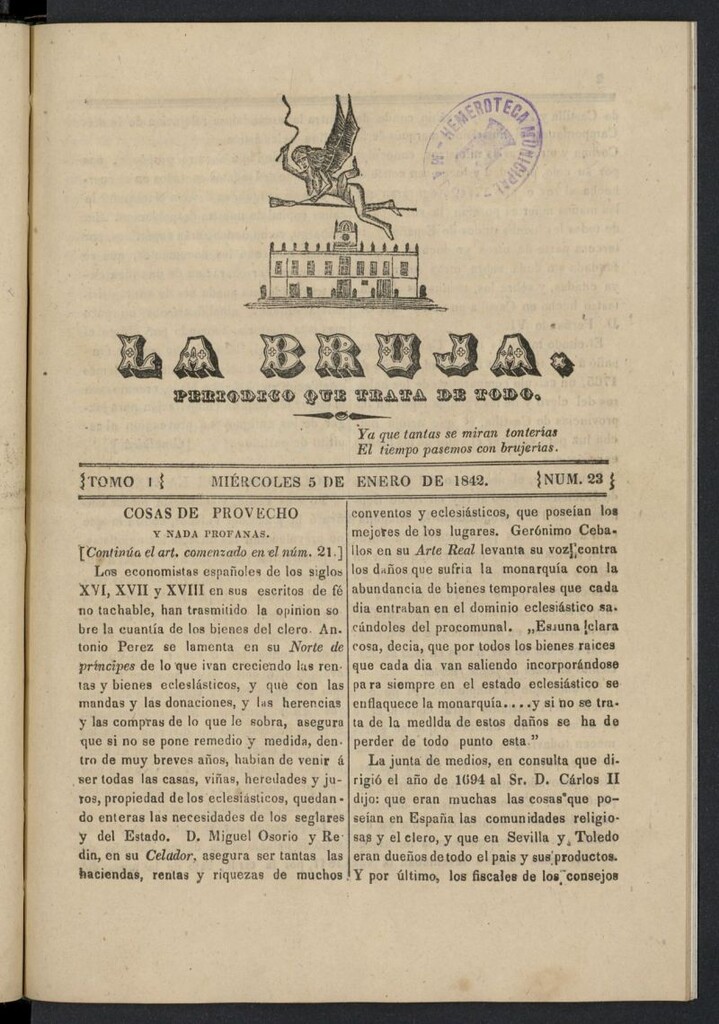 HEMEROTECA MUNICIPAL
LA BRUJA.
PERIODICO QUE TRATA DE TODO.
Ya que tantas se miran tonterías
El tiempo pasemos con brujerías.
TOMO I
MIÉRCOLES 5 DE ENERO DE 1842.
NUM. 23
COSAS DE PROVECHO
Y NADA PROFANAS.
[Continúa el art. comenzado en el núm. 21.]
Los economistas españoles de los siglos
XVI, XVII y XVIII en sus escritos de fé
no tachable, han trasmitido la opinion so
bre la cuantía de los bienes del clero. An-
tonio Perez se lamenta en su Norte de
príncipes de lo que ivan creciendo las ren-
tas y bienes eclesiásticos, y que con las
mandas y las donaciones, y las herencias
y las compras de lo que le sobra, asegura
que si no se pone remedio y medida, den-
tro de muy breves años, habian de venir á
ser todas las casas, viñas, heredades y ju-
ros, propiedad de los eclesiásticos, quedan-
do enteras las necesidades de los seglares
y del Estado. D. Miguel Osorio y Re-
din, en su Celador, asegura ser tantas las
haciendas, rentas y riquezas de muchos
conventos y eclesiásticos, que poseían los
mejores de los lugares. Gerónimo Ceba-
llos en su Arte Real levanta su voz contra
los daños que sufria la monarquía con la
abundancia de bienes temporales que cada
dia entraban en el dominio eclesiástico sa-
cándoles del procomunal. „Es una clara
cosa, decia, que por todos los bienes raices
que cada dia van saliendo incorporándose
para siempre en el estado eclesiástico se
enflaquece la monarquía....y si no se tra-
ta de la medida de estos daños se ha de
perder de todo punto esta."
La junta de medios, en consulta que di-
rigió el año de 1694 al Sr. D. Cárlos II
dijo: que eran muchas las cosas que po-
seían en España las comunidades religio-
sas y el clero, y que en Sevilla y Toledo
eran dueños de todo el pais y sus productos.
Y por último, los fiscales de los consejos